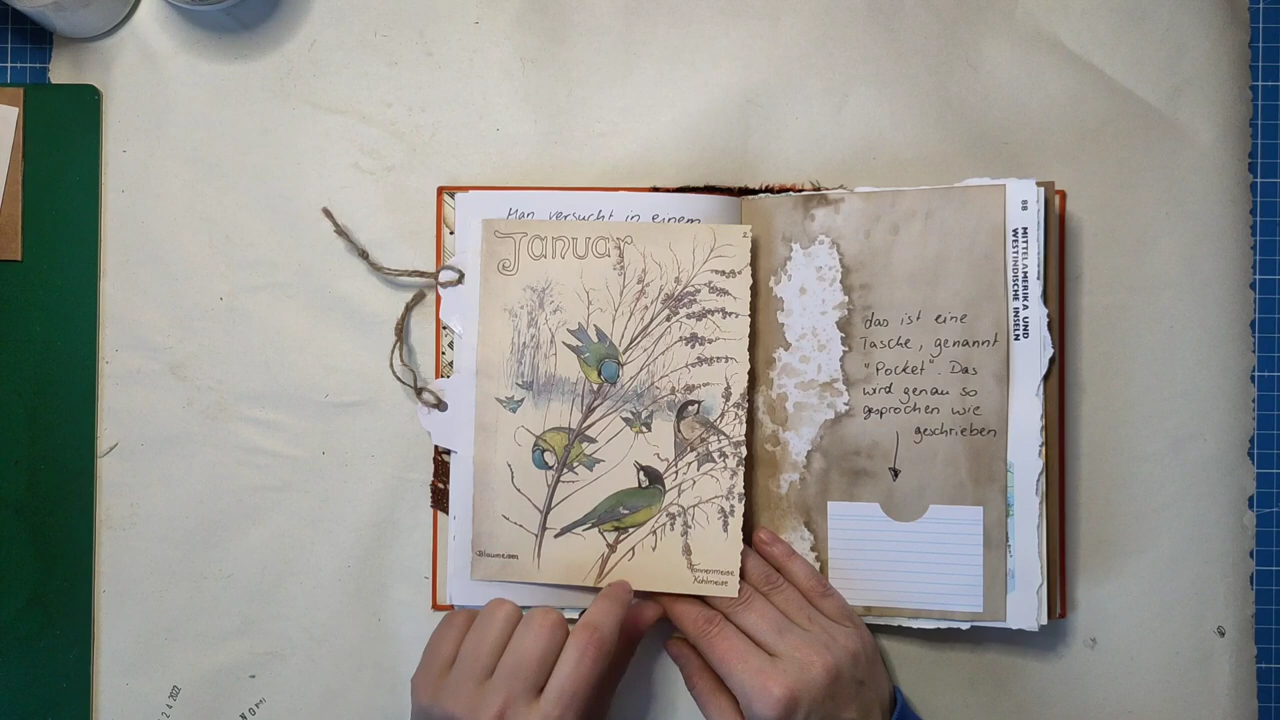 Man versucht in einem
Januar
2
Blaumeisen
Tannenmeise
Kohlmeise
das ist eine
Tasche, genannt
"Pocket". Das
wird genau so
gesprochen wie
geschrieben
88 MITTELAMERIKA UND
WESTINDISCHE INSELN